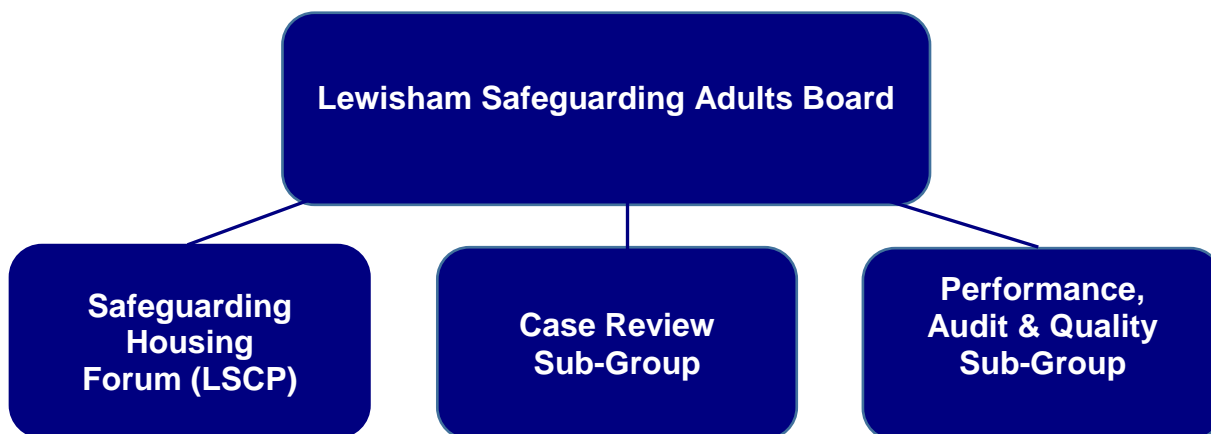 Lewisham Safeguarding Adults Board
Safeguarding
Housing
Forum (LSCP)
Case Review
Sub-Group
Performance,
Audit & Quality
Sub-Group